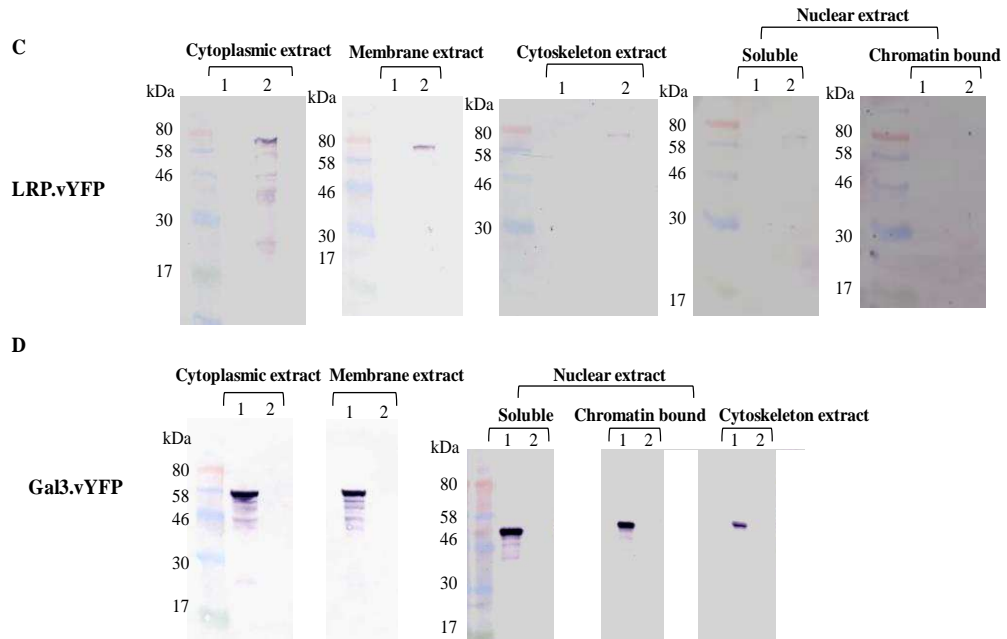 C
Nuclear extract
Cytoplasmic extract Membrane extract Cytoskeleton extract Soluble Chromatin bound
1 2 1 2 1 2 1 2 1 2
kDa kDa kDa kDa kDa
80 80 80 80 80
58 58 58 58 58
46 46 46 46 46
LRP.vYFP
30 30 30 30 30
17 17 17 17
D
Cytoplasmic extract Membrane extract Nuclear extract
Soluble Chromatin bound Cytoskeleton extract
1 2 1 2 1 2 1 2 1 2
kDa kDa
80 80
Gal3.vYFP
58 58
46 46
30 30
17 17